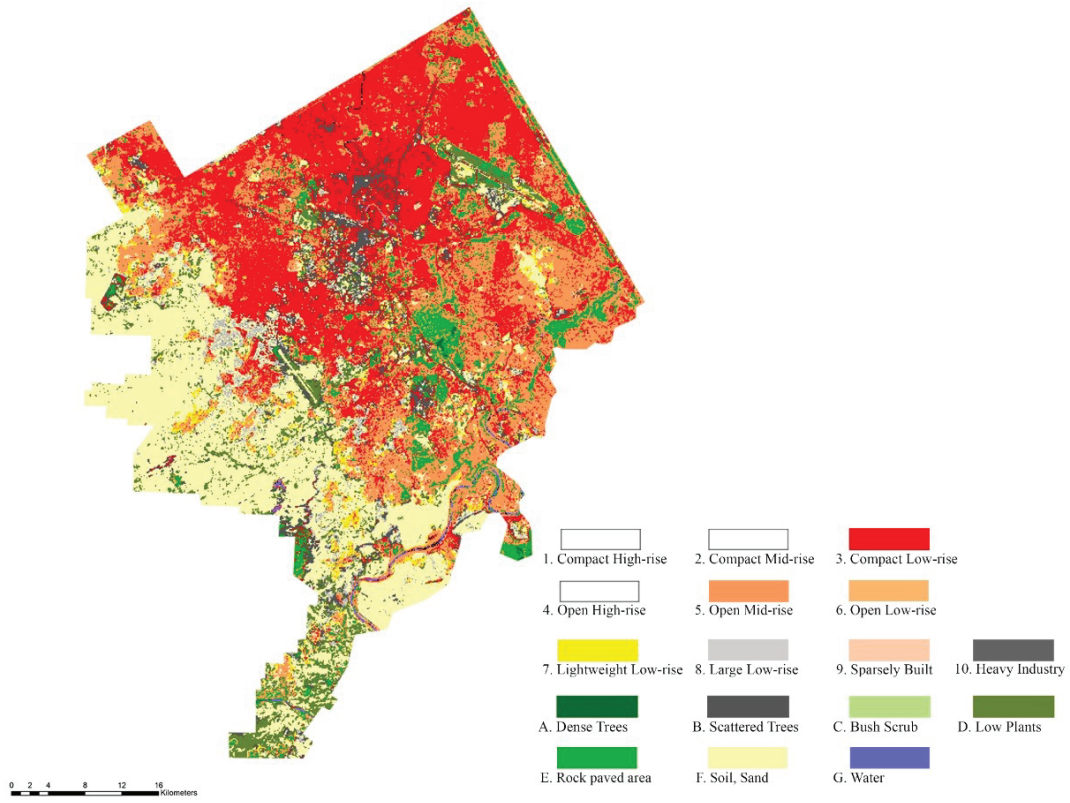 1. Compact High-rise 2. Compact Mid-rise 3. Compact Low-rise
4. Open High-rise 5. Open Mid-rise 6. Open Low-rise
7. Lightweight Low-rise 8. Large Low-rise 9. Sparsely Built 10. Heavy Industry
A. Dense Trees B. Scattered Trees C. Bush Scrub D. Low Plants
E. Rock paved area F. Soil, Sand G. Water
0 2 4 8 12 16
Kilometers